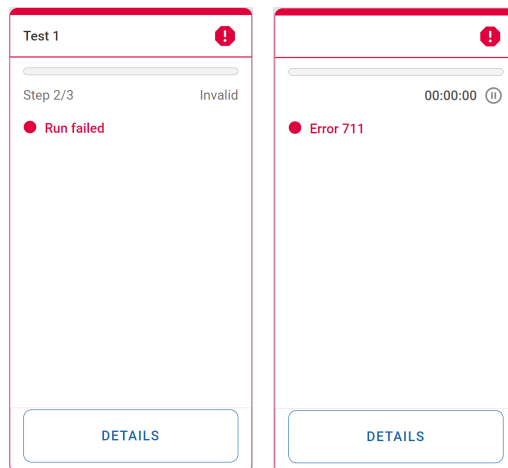 Test 1
Step 2/3 Invalid
Run failed
DETAILS
00:00:00
Error 711
DETAILS